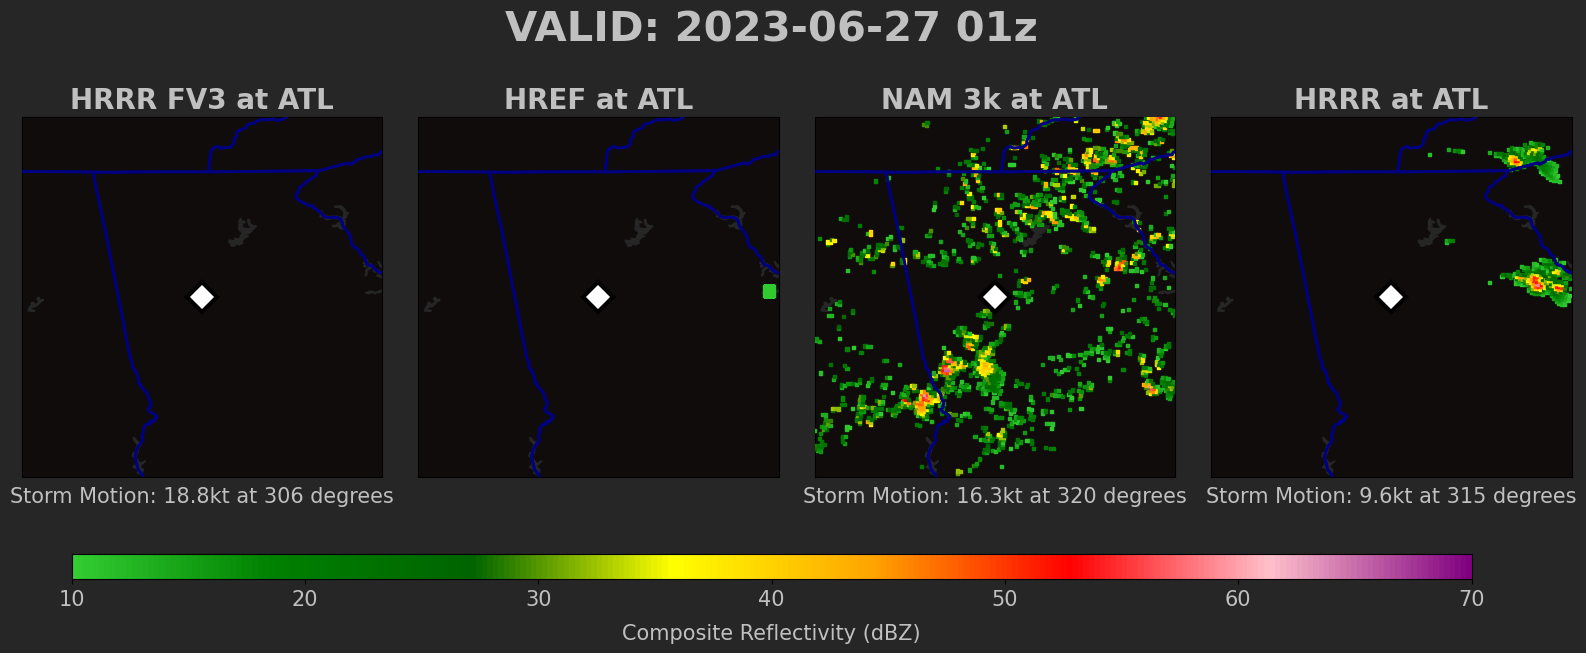 VALID: 2023-06-27 01z
HRRR FV3 at ATL
HREF at ATL
NAM 3k at ATL
HRRR at ATL
Storm Motion: 18.8kt at 306 degrees
Storm Motion: 16.3kt at 320 degrees
Storm Motion: 9.6kt at 315 degrees
10 20 30 40 50 60 70
Composite Reflectivity (dBZ)